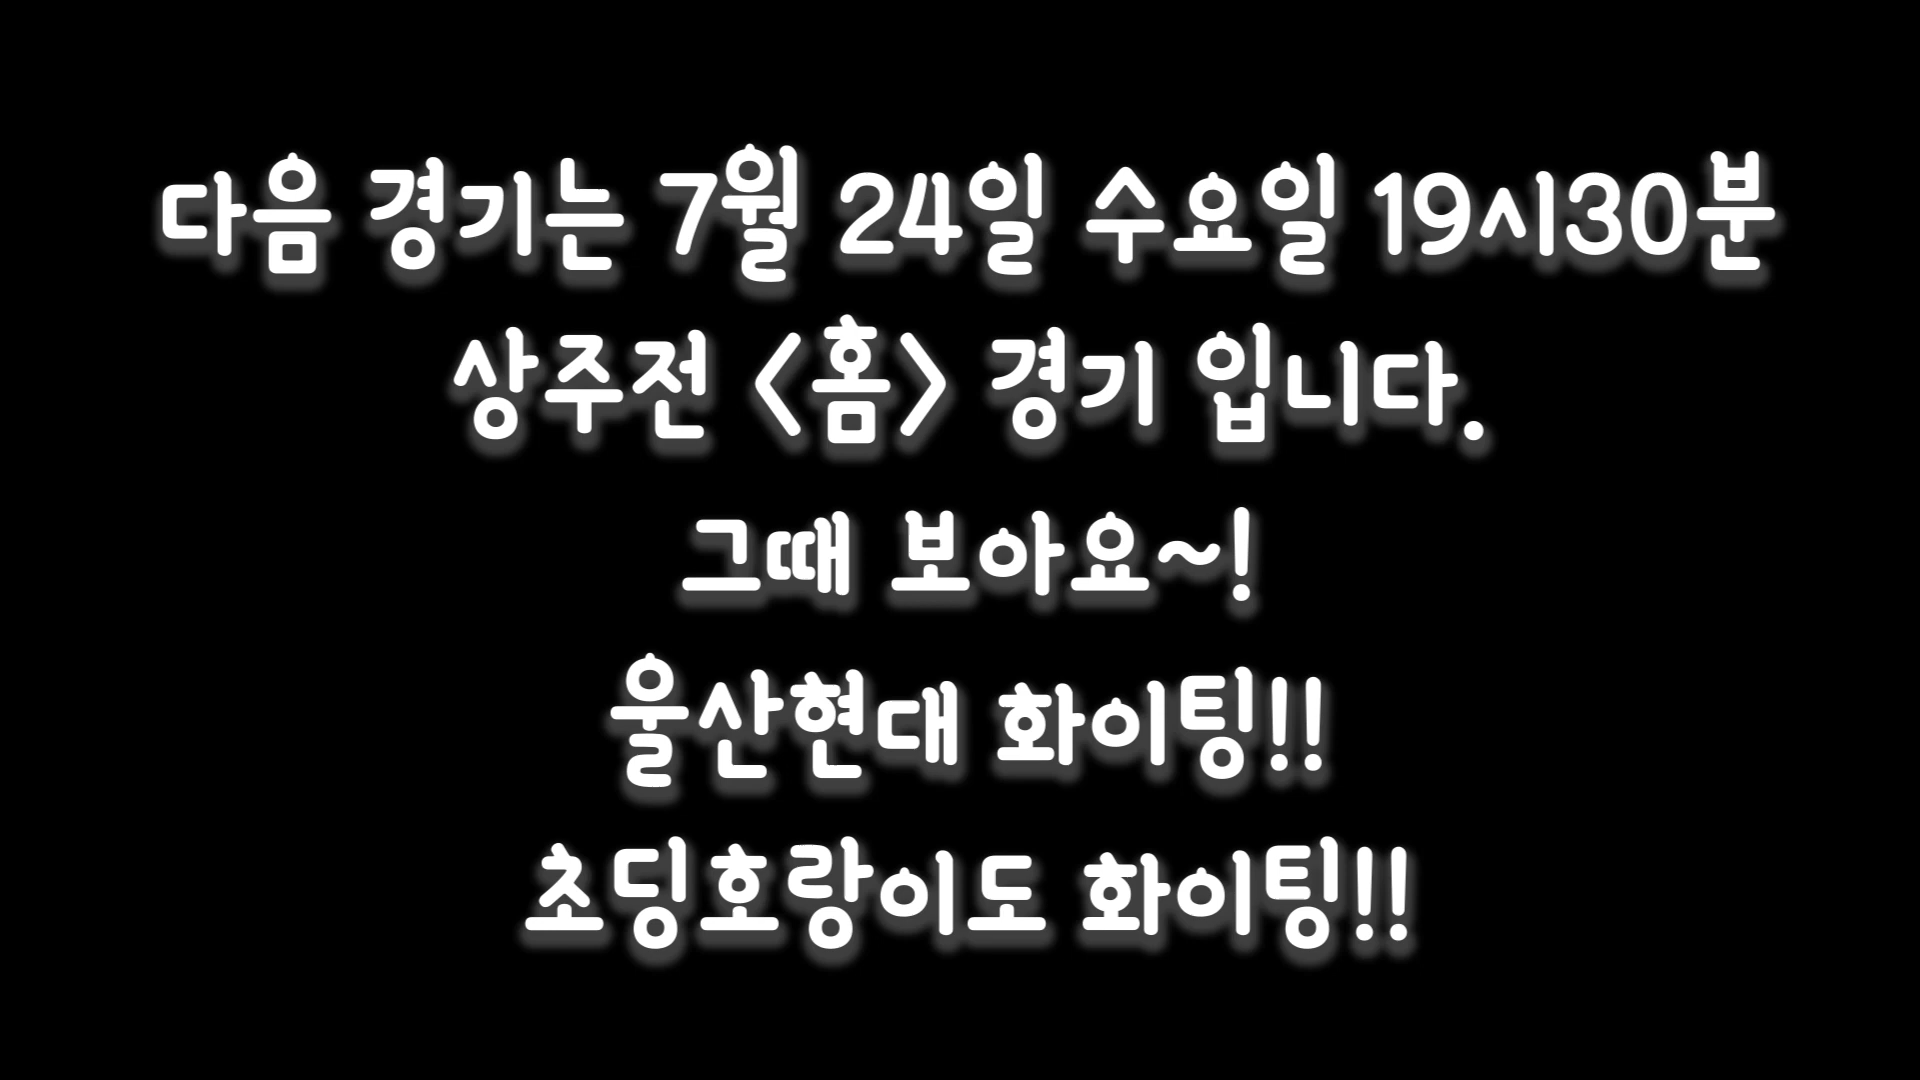 다음 경기는 7월 24일 수요일 19시30분
상주전 <홈> 경기 입니다.
그때 보아요~!
울산현대 화이팅!!
초딩호랑이도 화이팅!!